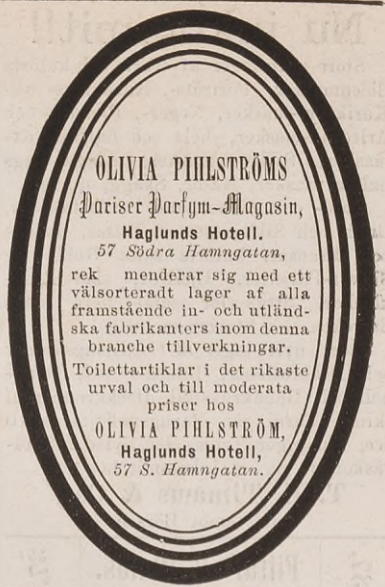 OLIVIA PIHLSTRÖMS
Pariser Parfym-Magasin,
Haglunds Hotell.
57 Södra Hamngatan,
rek menderar sig med ett
välsorteradt lager af alla
framstående in- och utländ-
ska fabrikanters inom denna
branche tillverkningar.
Toilettartiklar i det rikaste
urval och till moderata
priser hos
OLIVIA PIHLSTRÖM,
Haglunds Hotell,
57 S. Hamngatan.